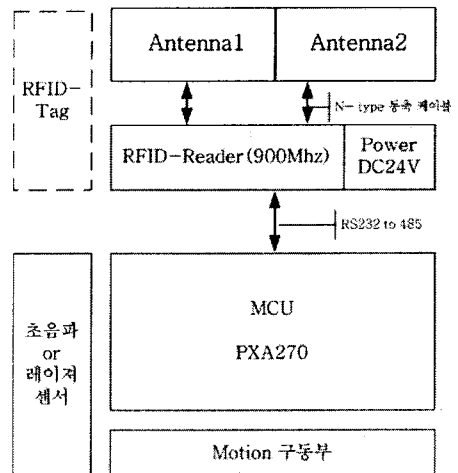 Antenna1
Antenna2
RFID-
Tag
N- type 동축 케이블
RFID-Reader(900Mhz)
Power
DC24V
RS232 to 485
초음파
or
레이져
센서
MCU
PXA270
Motion 구동부